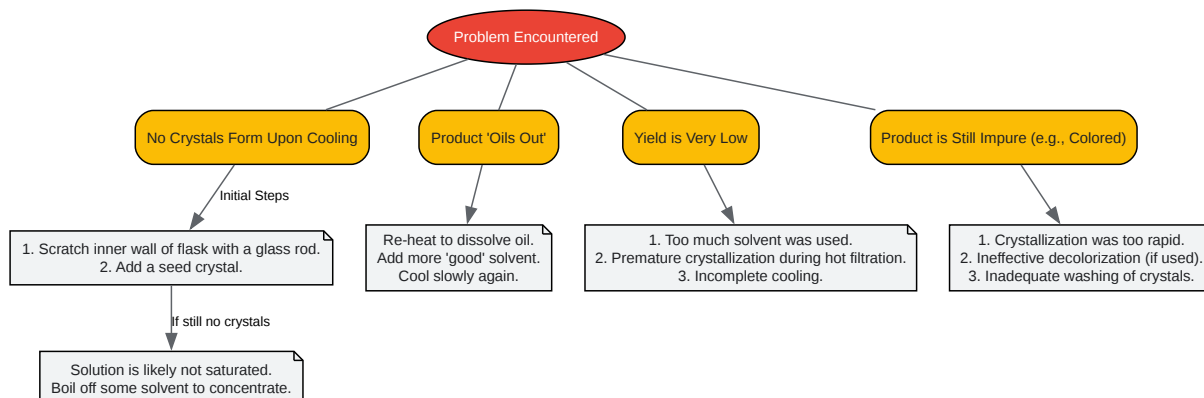 Problem Encountered
No Crystals Form Upon Cooling
Product 'Oils Out'
Yield is Very Low
Product is Still Impure (e.g., Colored)
Initial Steps
1. Scratch inner wall of flask with a glass rod.
2. Add a seed crystal.
Re-heat to dissolve oil.
Add more 'good' solvent.
Cool slowly again.
1. Too much solvent was used.
2. Premature crystallization during hot filtration.
3. Incomplete cooling.
1. Crystallization was too rapid.
2. Ineffective decolorization (if used).
3. Inadequate washing of crystals.
If still no crystals
Solution is likely not saturated.
Boil off some solvent to concentrate.